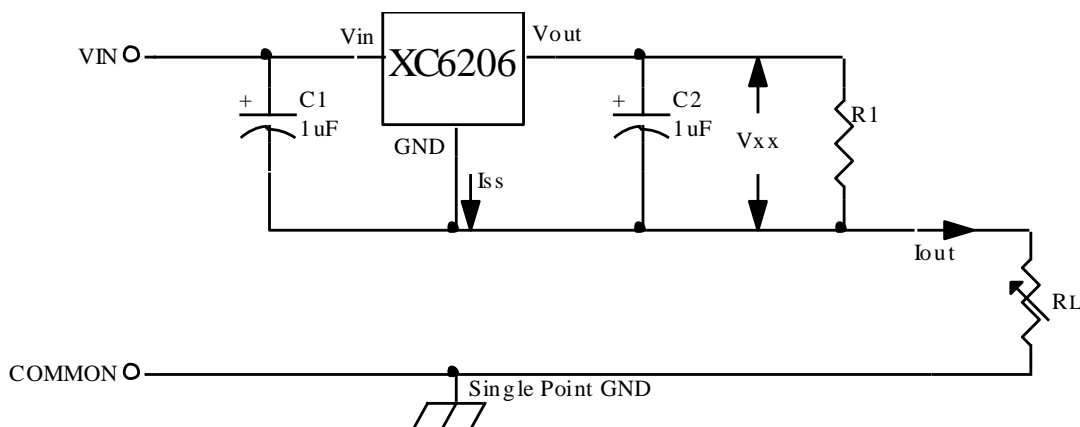 VIN
Vin
XC6206
Vout
C1
1uF
+
GND
Iss
+
C2
1uF
Vxx
R1
Iout
RL
COMMON
Single Point GND